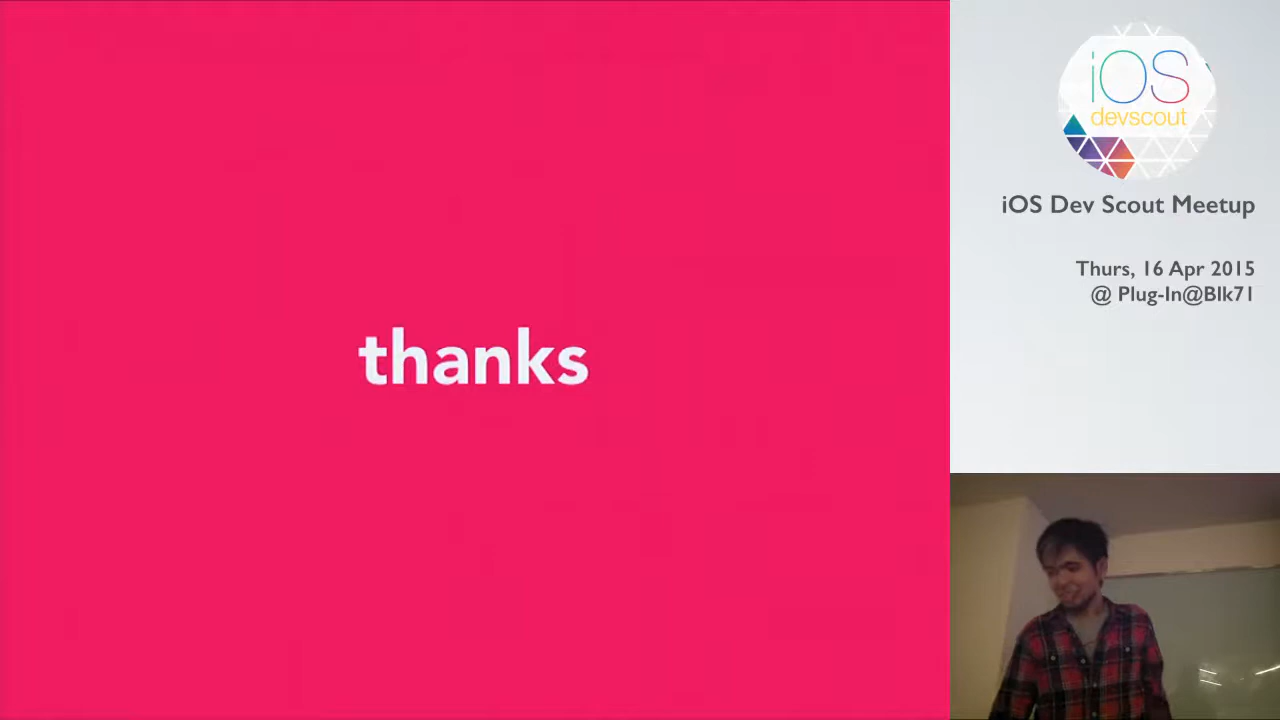 thanks
iOS
devscout
iOS Dev Scout Meetup
Thurs, 16 Apr 2015
@ Plug-In@Blk71